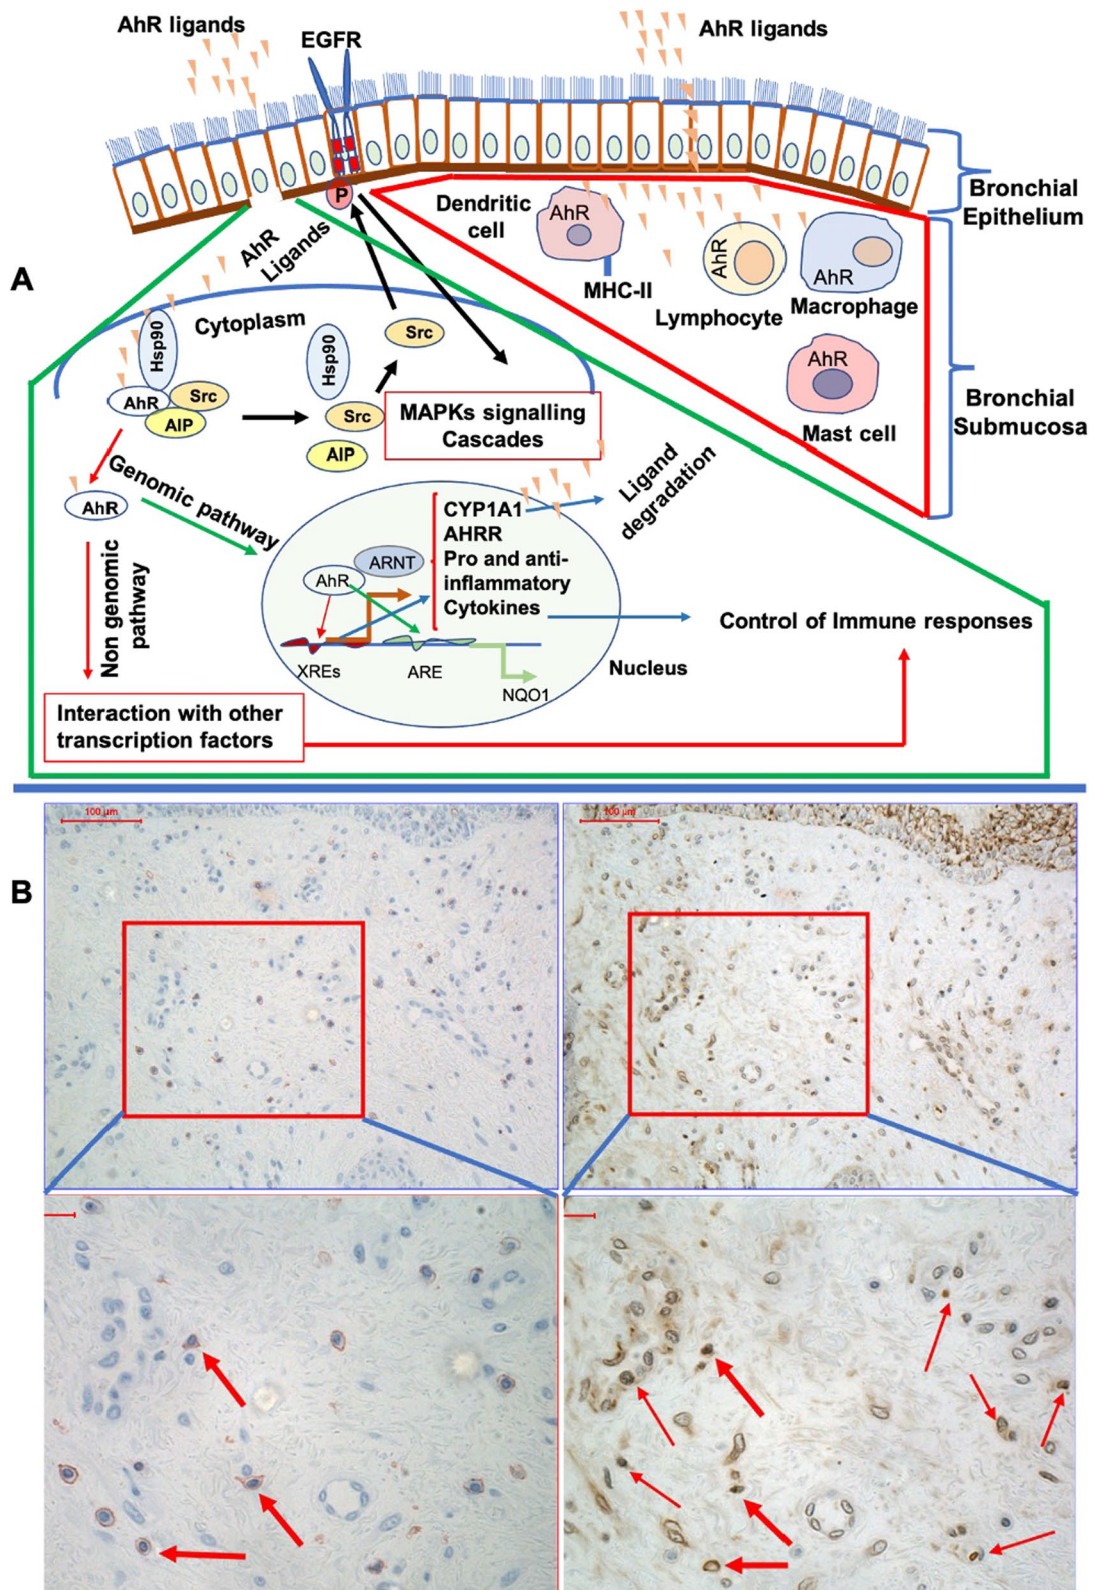 AhR ligands
EGFR
AhR ligands
P
Bronchial
Epithelium
A
AhR
Ligands
Dendritic
cell
AhR
MHC-II
AhR
Lymphocyte
AhR
Macrophage
AhR
Mast cell
Bronchial
Submucosa
Cytoplasm
Hsp90
AhR
Src
AIP
Hsp90
Src
AIP
Src
MAPKs signalling
Cascades
Genomic pathway
AhR
Non genomic
pathway
Ligand
degradation
CYP1A1
AHRR
Pro and anti-
inflammatory
Cytokines
ARNT
AhR
XREs
ARE
NQO1
Nucleus
Control of Immune responses
Interaction with other
transcription factors
B
100 µm
100 µm